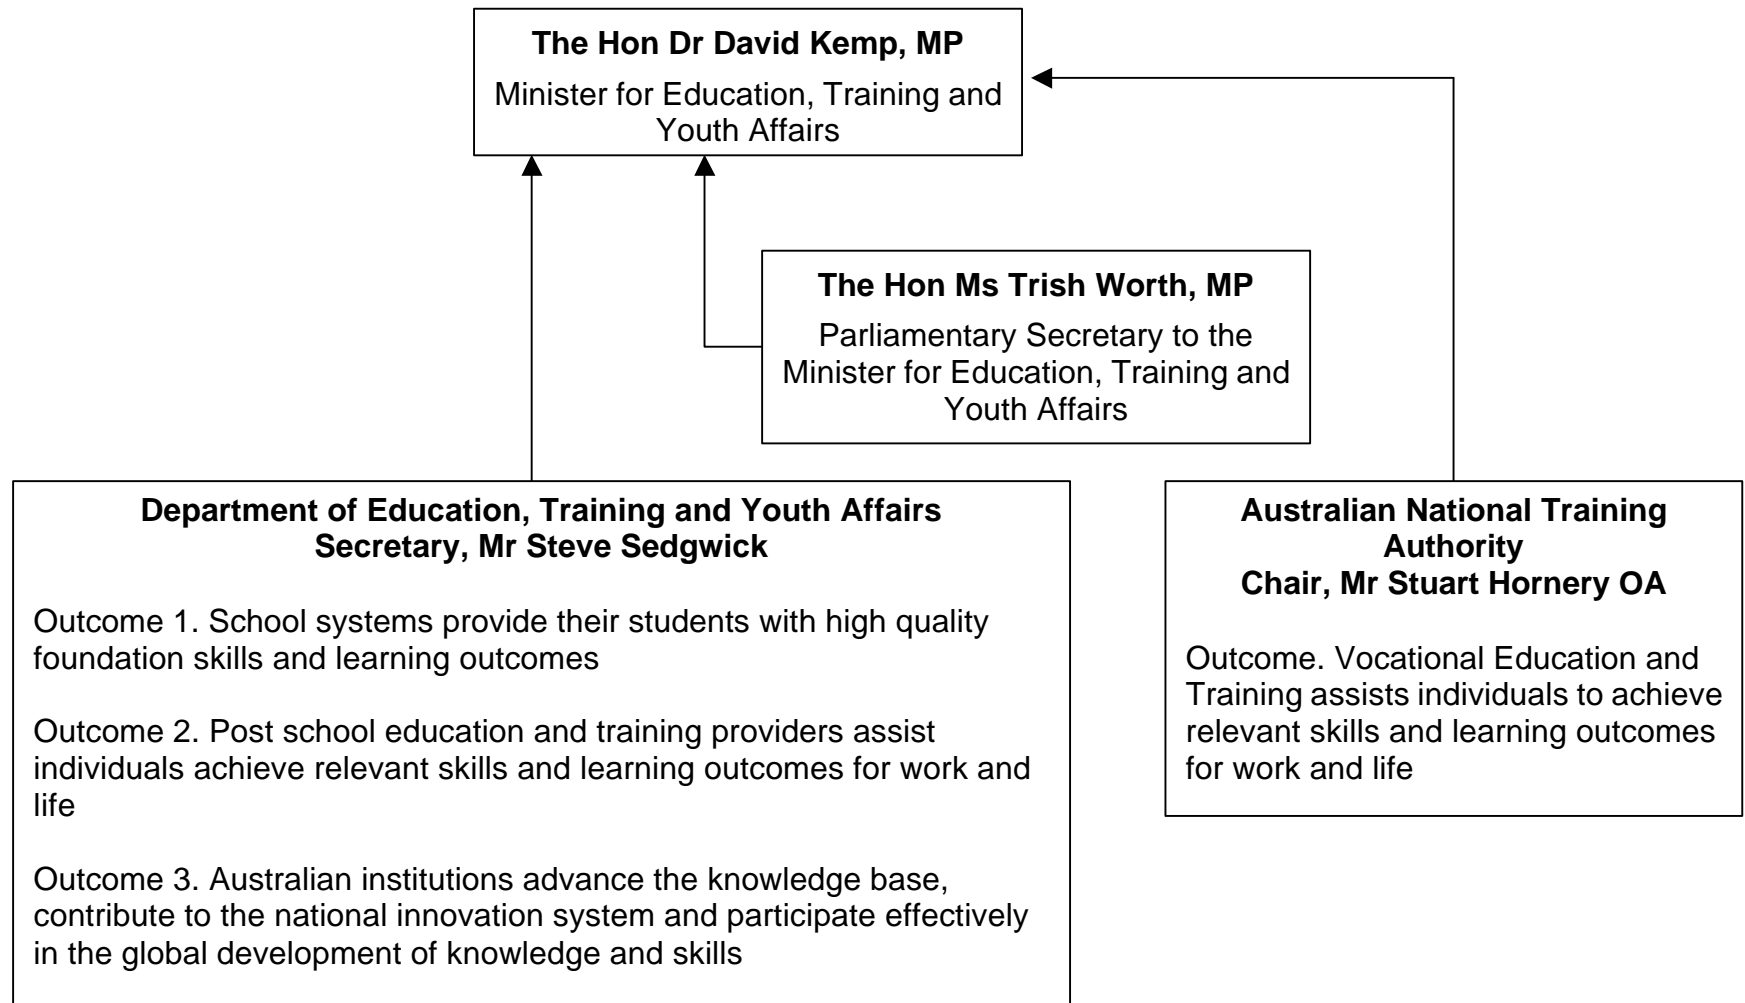 The Hon Dr David Kemp, MP
Minister for Education, Training and
Youth Affairs
The Hon Ms Trish Worth, MP
Parliamentary Secretary to the
Minister for Education, Training and
Youth Affairs
Department of Education, Training and Youth Affairs
Secretary, Mr Steve Sedgwick
Outcome 1. School systems provide their students with high quality
foundation skills and learning outcomes
Outcome 2. Post school education and training providers assist
individuals achieve relevant skills and learning outcomes for work and
life
Outcome 3. Australian institutions advance the knowledge base,
contribute to the national innovation system and participate effectively
in the global development of knowledge and skills
Australian National Training
Authority
Chair, Mr Stuart Hornery OA
Outcome. Vocational Education and
Training assists individuals to achieve
relevant skills and learning outcomes
for work and life